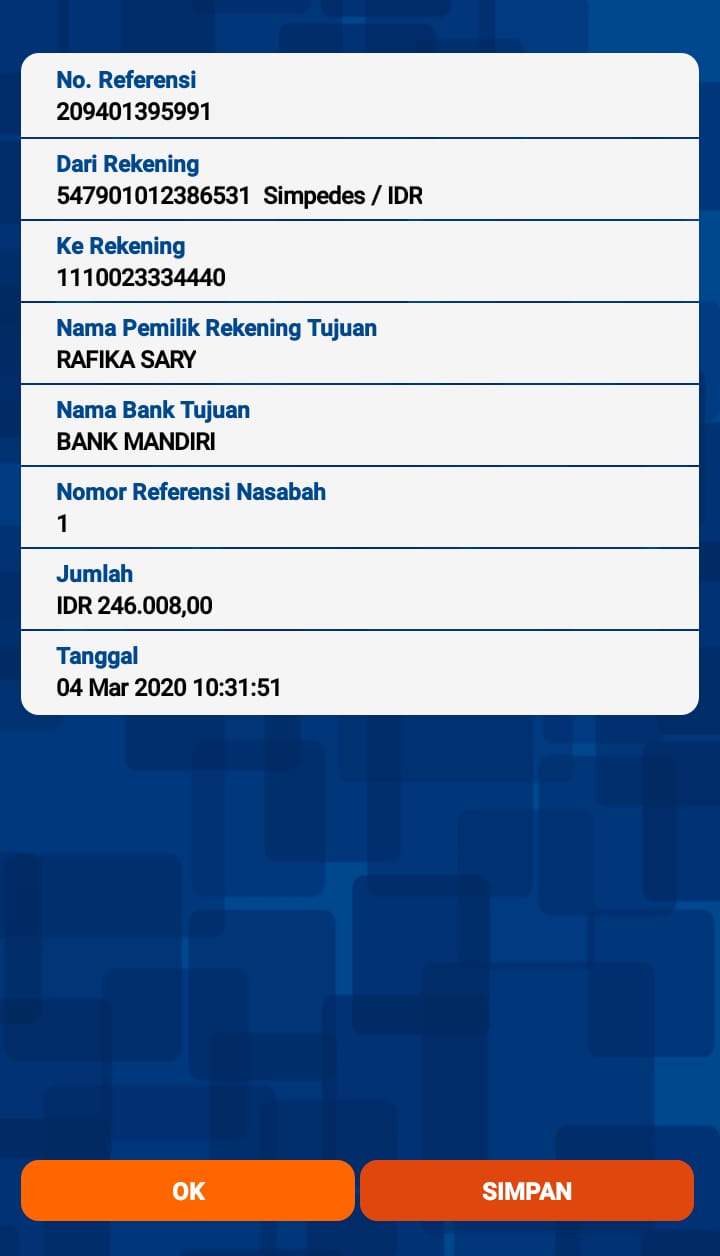 No. Referensi
209401395991
Dari Rekening
547901012386531 Simpedes / IDR
Ke Rekening
1110023334440
Nama Pemilik Rekening Tujuan
RAFIKA SARY
Nama Bank Tujuan
BANK MANDIRI
Nomor Referensi Nasabah
1
Jumlah
IDR 246.008,00
Tanggal
04 Mar 2020 10:31:51
OK
SIMPAN